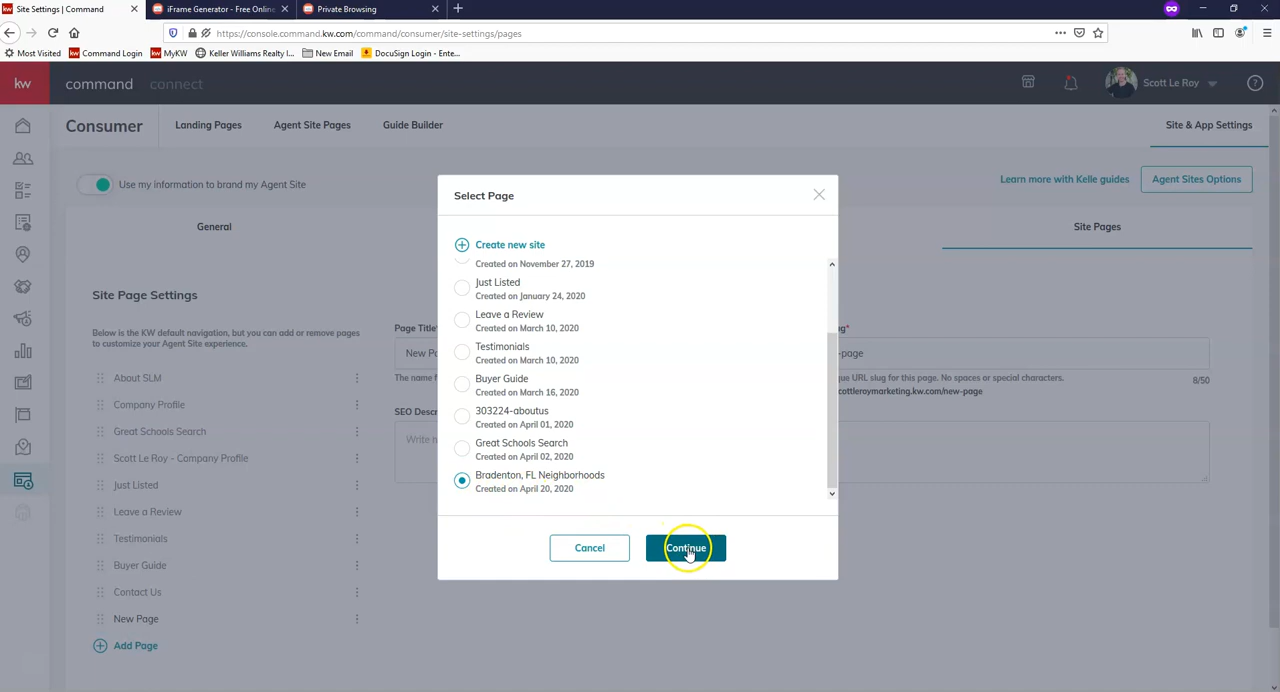 Site Settings | Command
iFrame Generator - Free Online
Private Browsing
https://console.command.kw.com/command/consumer/site-settings/pages
Most Visited
Command Login
MyKW
Keller Williams Realty I...
New Email
DocuSign Login - Ente...
kw
command
connect
Scott Le Roy
Consumer
Landing Pages
Agent Site Pages
Guide Builder
Site & App Settings
Use my information to brand my Agent Site
Learn more with Kelle guides
Agent Sites Options
General
Site Pages
Select Page
Create new site
Created on November 27, 2019
Just Listed
Created on January 24, 2020
Leave a Review
Created on March 10, 2020
Testimonials
Created on March 10, 2020
Buyer Guide
Created on March 16, 2020
303224-aboutus
Created on April 01, 2020
Great Schools Search
Created on April 02, 2020
Bradenton, FL Neighborhoods
Created on April 20, 2020
Cancel
Continue
Site Page Settings
Below is the KW default navigation, but you can add or remove pages
to customize your Agent Site experience.
About SLM
Company Profile
Great Schools Search
Scott Le Roy - Company Profile
Just Listed
Leave a Review
Testimonials
Buyer Guide
Contact Us
New Page
Add Page
Page Title*
New Pa
The name f
SEO Descr
Write n
ug*
-page
que URL slug for this page. No spaces or special characters.
8/50
cottleroymarketing.kw.com/new-page